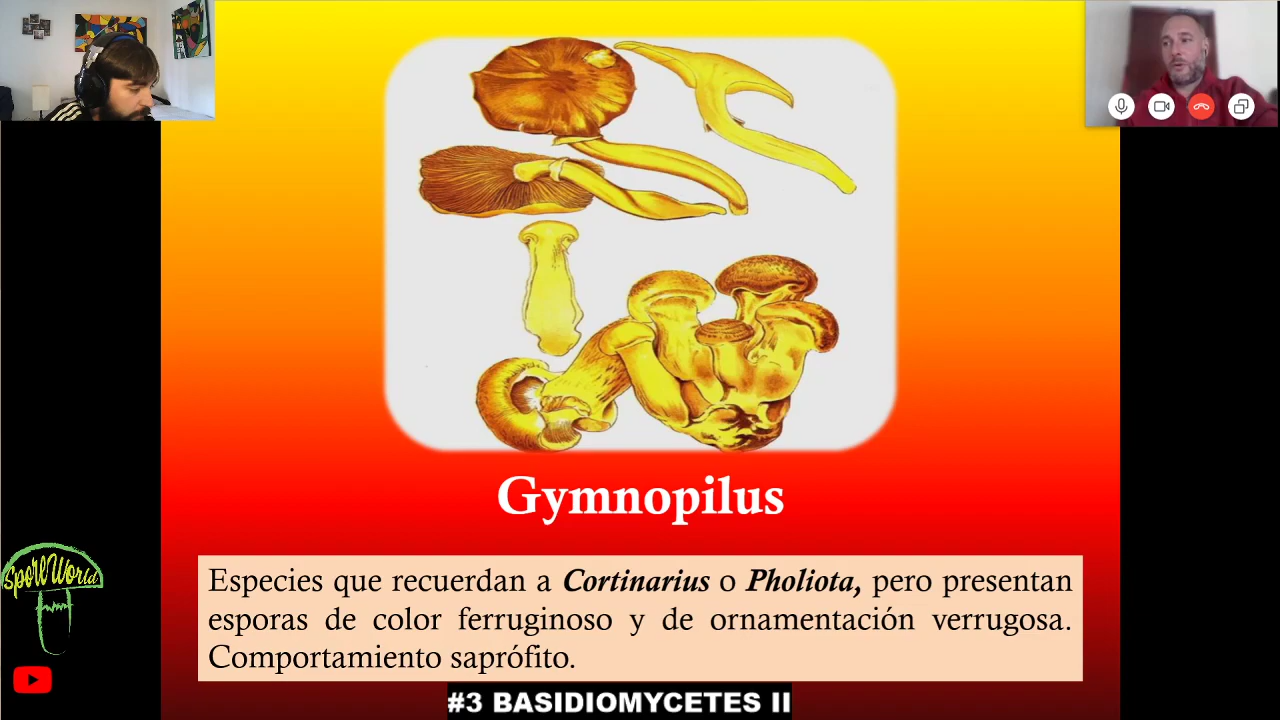 Gymnopilus
Especies que recuerdan a Cortinarius o Pholiota, pero presentan
esporas de color ferruginoso y de ornamentación verrugosa.
Comportamiento saprófito.
SporeWorld
#3 BASIDIOMYCETES II